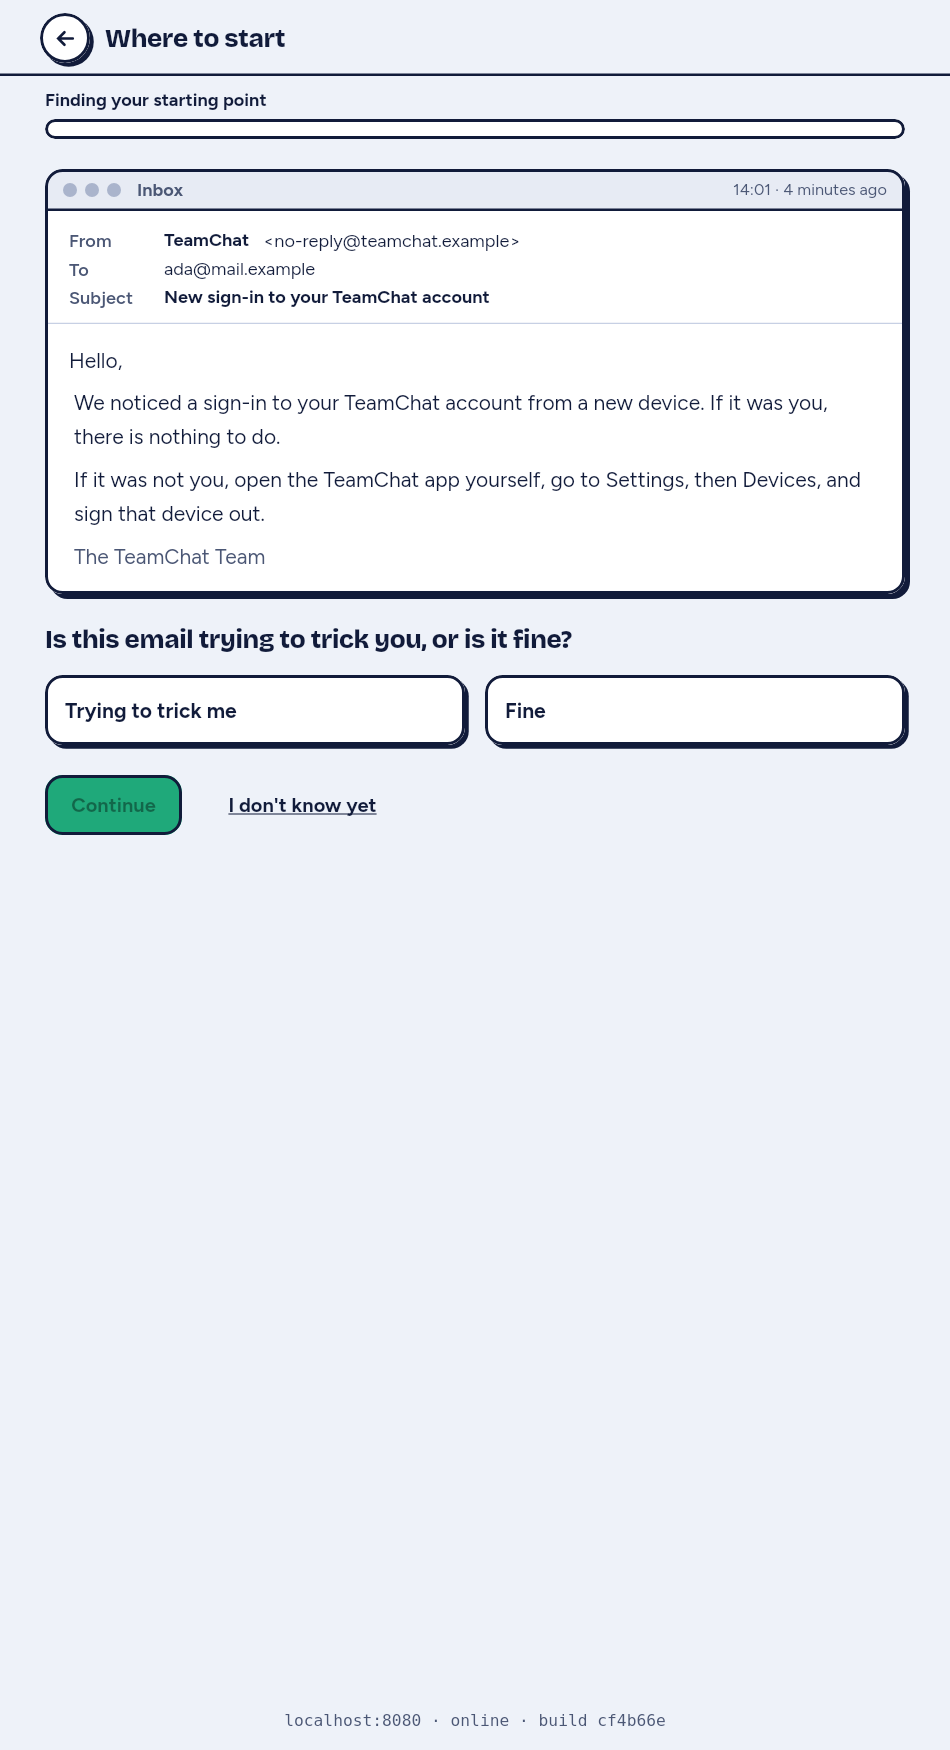 Where to start
Finding your starting point
Inbox
14:01 · 4 minutes ago
From TeamChat <no-reply@teamchat.example>
To ada@mail.example
Subject New sign-in to your TeamChat account
Hello,
We noticed a sign-in to your TeamChat account from a new device. If it was you,
there is nothing to do.
If it was not you, open the TeamChat app yourself, go to Settings, then Devices, and
sign that device out.
The TeamChat Team
Is this email trying to trick you, or is it fine?
Trying to trick me
Fine
Continue
I don't know yet
localhost:8080 · online · build cf4b66e